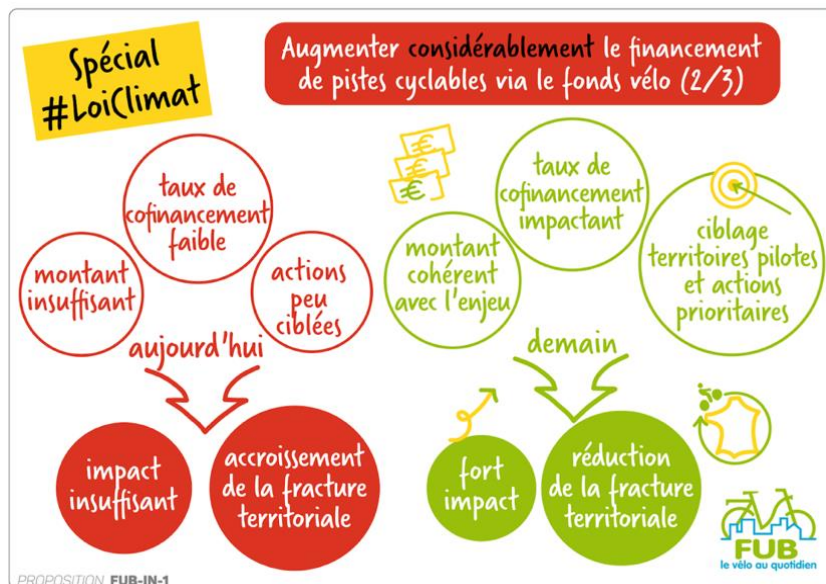 Spécial
#LoiClimat
Augmenter considérablement le financement
de pistes cyclables via le fonds vélo (2/3)
taux de
cofinancement
faible
montant
insuffisant
actions
peu
ciblées
aujourd'hui
impact
insuffisant
accroissement
de la fracture
territoriale
€
€
€
taux de
cofinancement
impactant
montant
cohérent
avec l'enjeu
ciblage
territoires pilotes
et actions
prioritaires
demain
fort
impact
réduction
de la fracture
territoriale
FUB
le vélo au quotidien
PROPOSITION FUB-IN-1